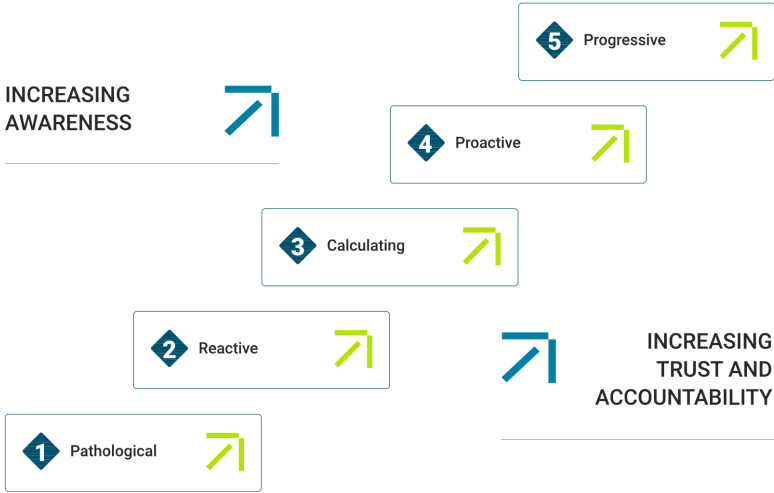 5 Progressive
INCREASING
AWARENESS
4 Proactive
3 Calculating
2 Reactive
INCREASING
TRUST AND
ACCOUNTABILITY
1 Pathological